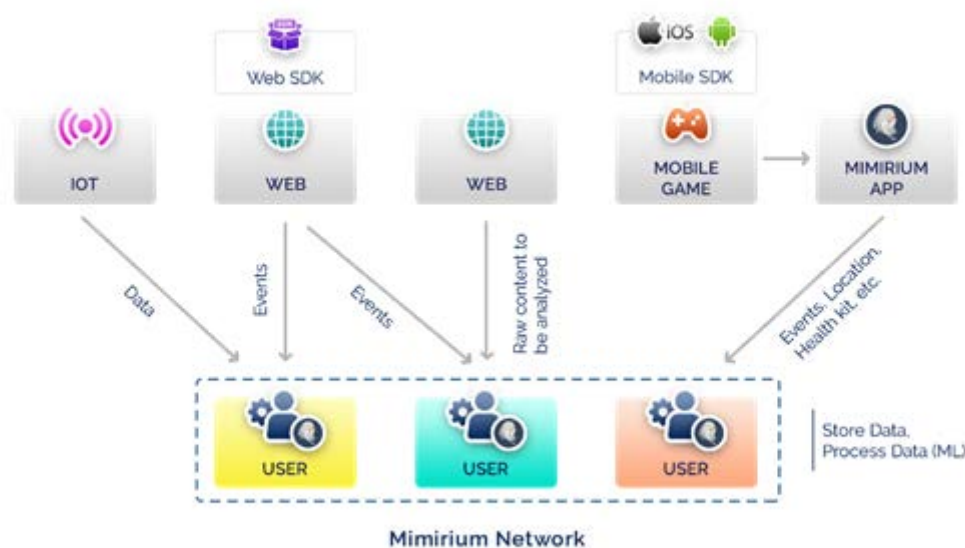 iOS
Web SDK
Mobile SDK
IOT
WEB
WEB
MOBILE
GAME
MIMIRIUM
APP
Data
Events
Events
Raw content to
be analyzed
Events, Location,
Health kit, etc.
USER
USER
USER
Store Data,
Process Data (ML)
Mimirium Network